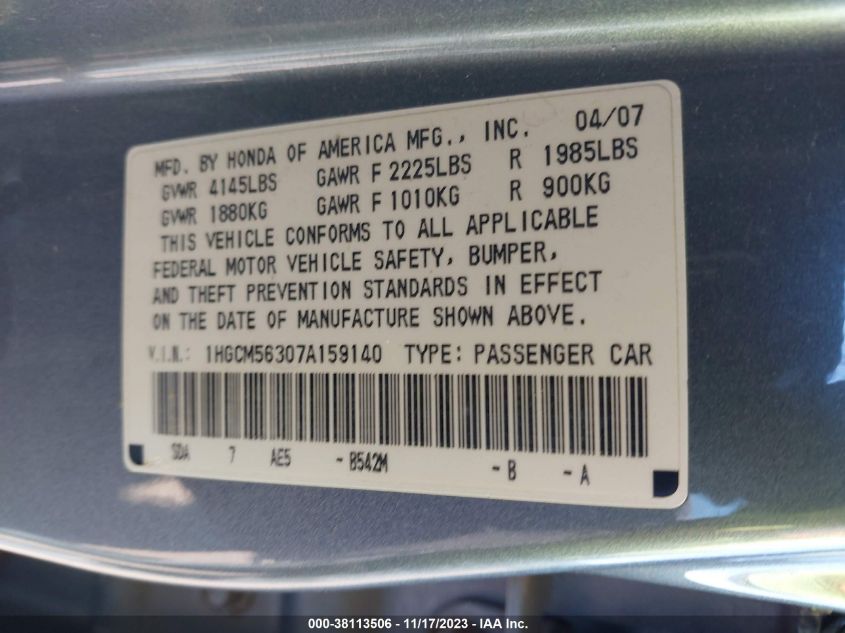 MFD. BY HONDA OF AMERICA MFG., INC. 04/07
GVWR 4145LBS GAWR F 2225LBS R 1985LBS
GVWR 1880KG GAWR F 1010KG R 900KG
THIS VEHICLE CONFORMS TO ALL APPLICABLE
FEDERAL MOTOR VEHICLE SAFETY, BUMPER,
AND THEFT PREVENTION STANDARDS IN EFFECT
ON THE DATE OF MANUFACTURE SHOWN ABOVE.
V.I.N.: 1HGCM56307A159140 TYPE: PASSENGER CAR
SDA 7 AE5 - B542M - B - A
000-38113506 - 11/17/2023 - IAAI.com - Copyright IAA, Inc.